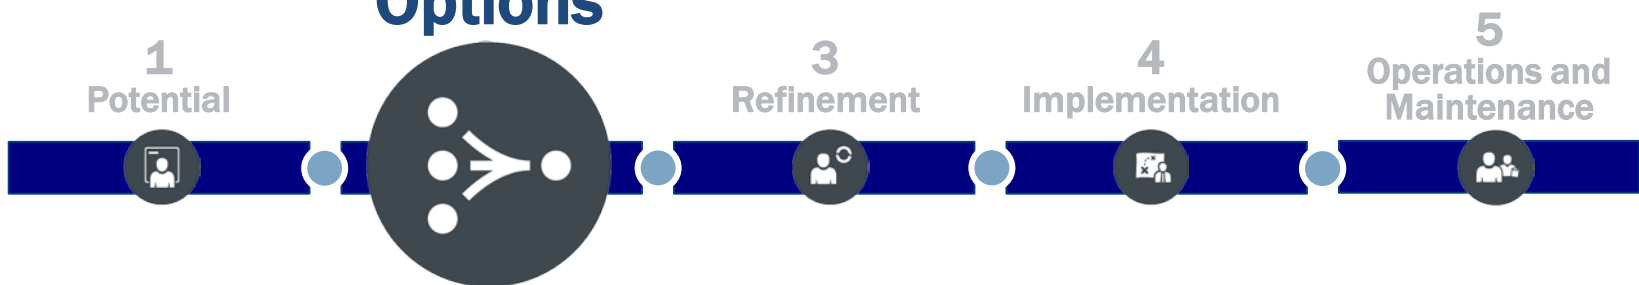 Options
1
Potential
3
Refinement
4
Implementation
5
Operations and
Maintenance